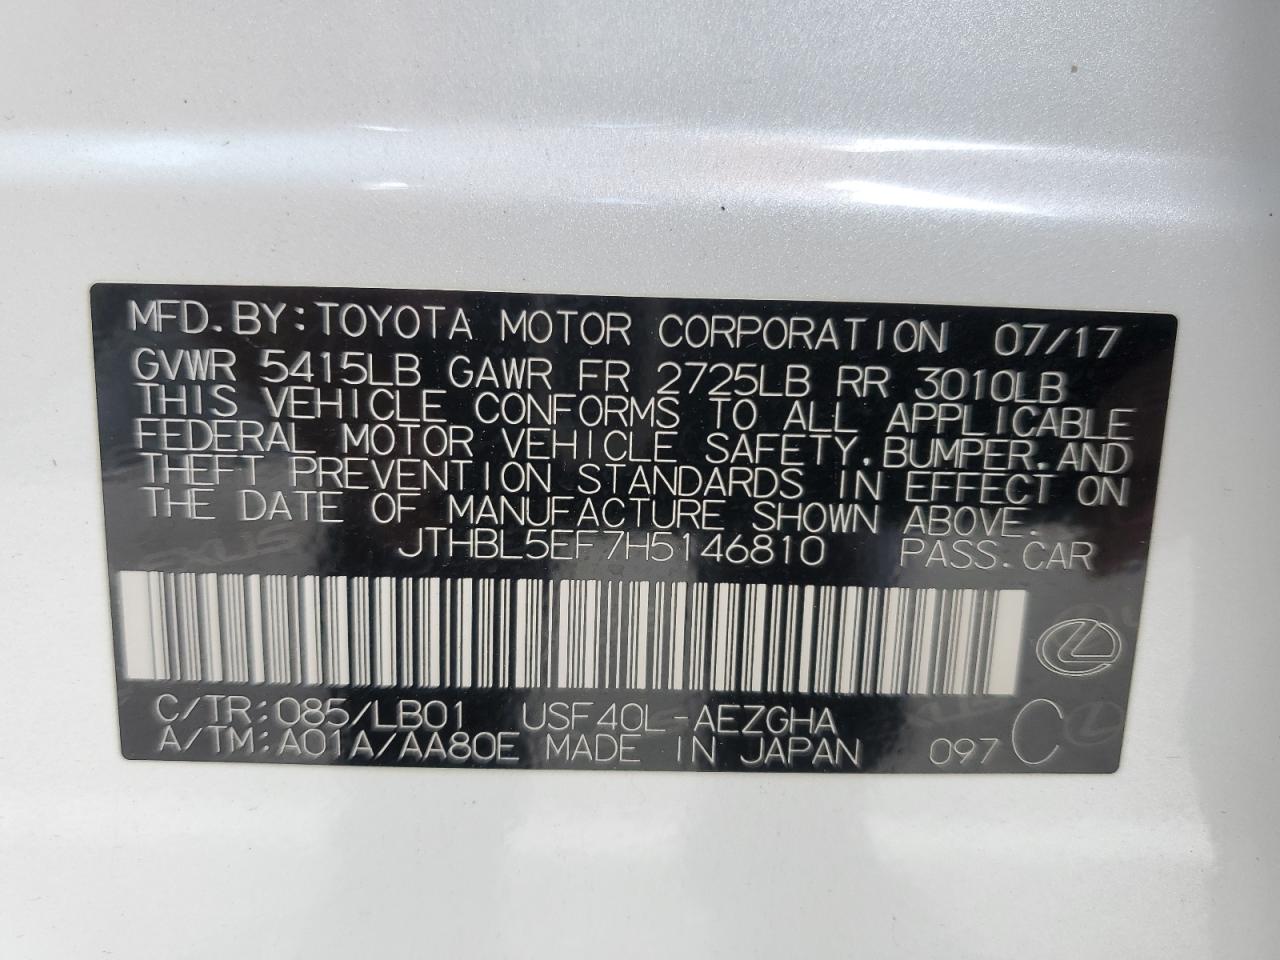 MFD.BY:TOYOTA MOTOR CORPORATION 07/17
GVWR 5415LB GAWR FR 2725LB RR 3010LB
THIS VEHICLE CONFORMS TO ALL APPLICABLE
FEDERAL MOTOR VEHICLE SAFETY,BUMPER,AND
THEFT PREVENTION STANDARDS IN EFFECT ON
THE DATE OF MANUFACTURE SHOWN ABOVE.
JTHBL5EF7H5146810 PASS.CAR
C/TR:085/LB01 USF40L-AEZGHA
A/TM:A01A/AA80E MADE IN JAPAN 097 C